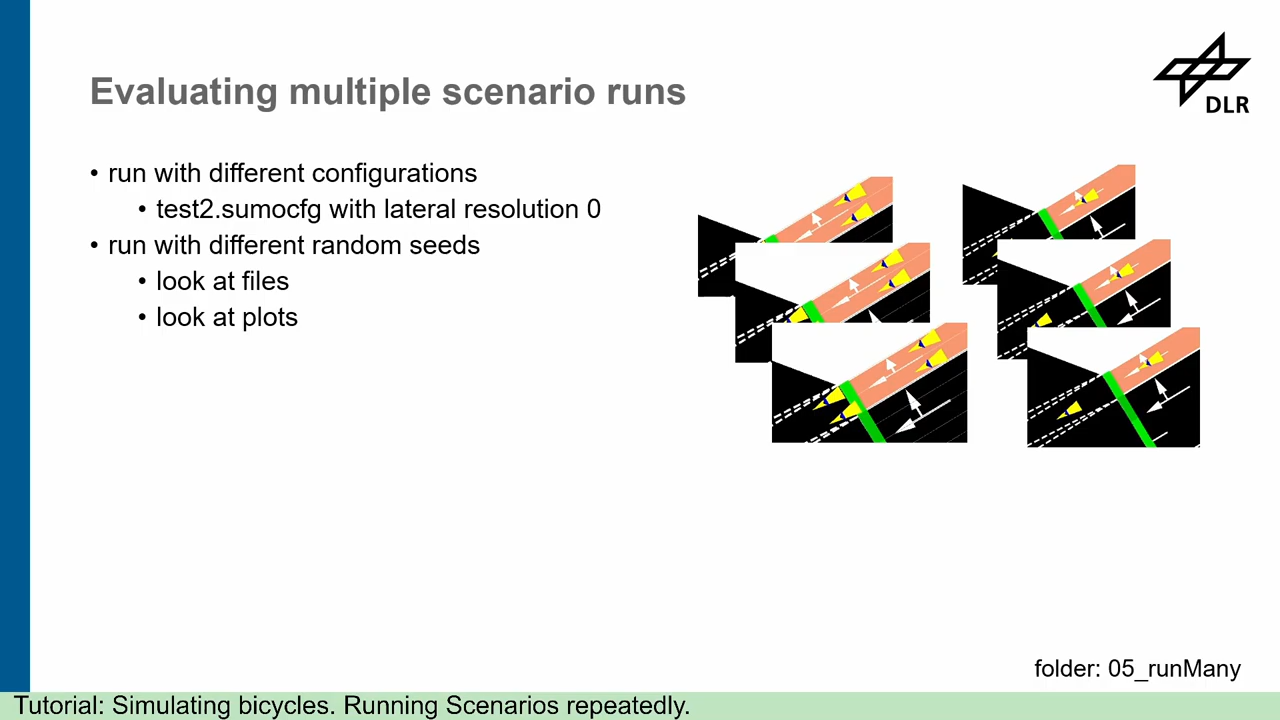 Evaluating multiple scenario runs
DLR
• run with different configurations
• test2.sumocfg with lateral resolution 0
• run with different random seeds
• look at files
• look at plots
folder: 05_runMany
Tutorial: Simulating bicycles. Running Scenarios repeatedly.